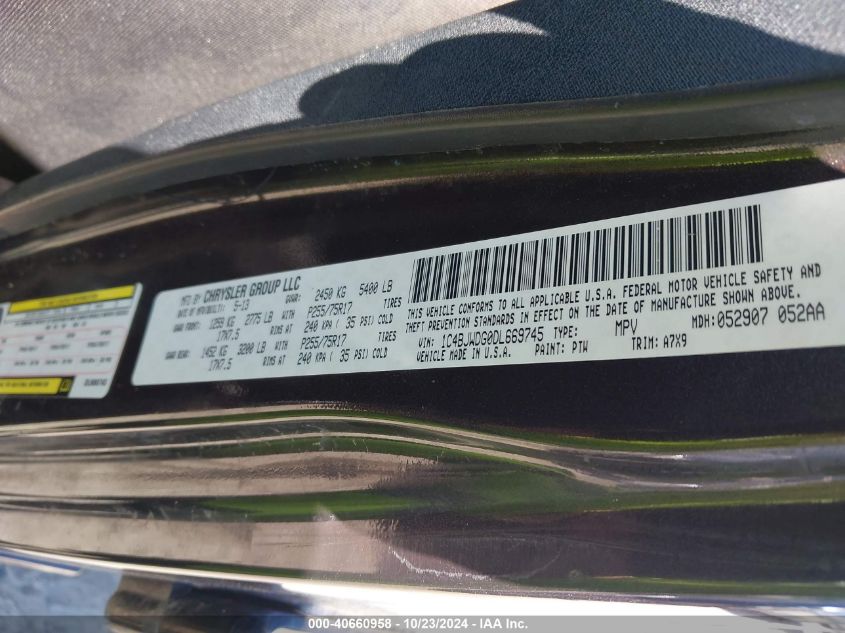 MFD BY CHRYSLER GROUP LLC
DATE OF MFR 5-13 GVWR: 2450 KG 5400 LB
GAWR FRONT: 1259 KG 2775 LB WITH P255/75R17 TIRES
17X7.5 RIMS AT 240 KPA ( 35 PSI) COLD
GAWR REAR: 1452 KG 3200 LB WITH P255/75R17 TIRES
17X7.5 RIMS AT 240 KPA ( 35 PSI) COLD
THIS VEHICLE CONFORMS TO ALL APPLICABLE U.S.A. FEDERAL MOTOR VEHICLE SAFETY AND
THEFT PREVENTION STANDARDS IN EFFECT ON THE DATE OF MANUFACTURE SHOWN ABOVE.
VIN: 1C4BJWDG0DL669745 TYPE: MPV MDH: 052907 052AA
VEHICLE MADE IN U.S.A. PAINT: PTW TRIM: A7X9
000-40660958 - 10/23/2024 - IAA Inc.